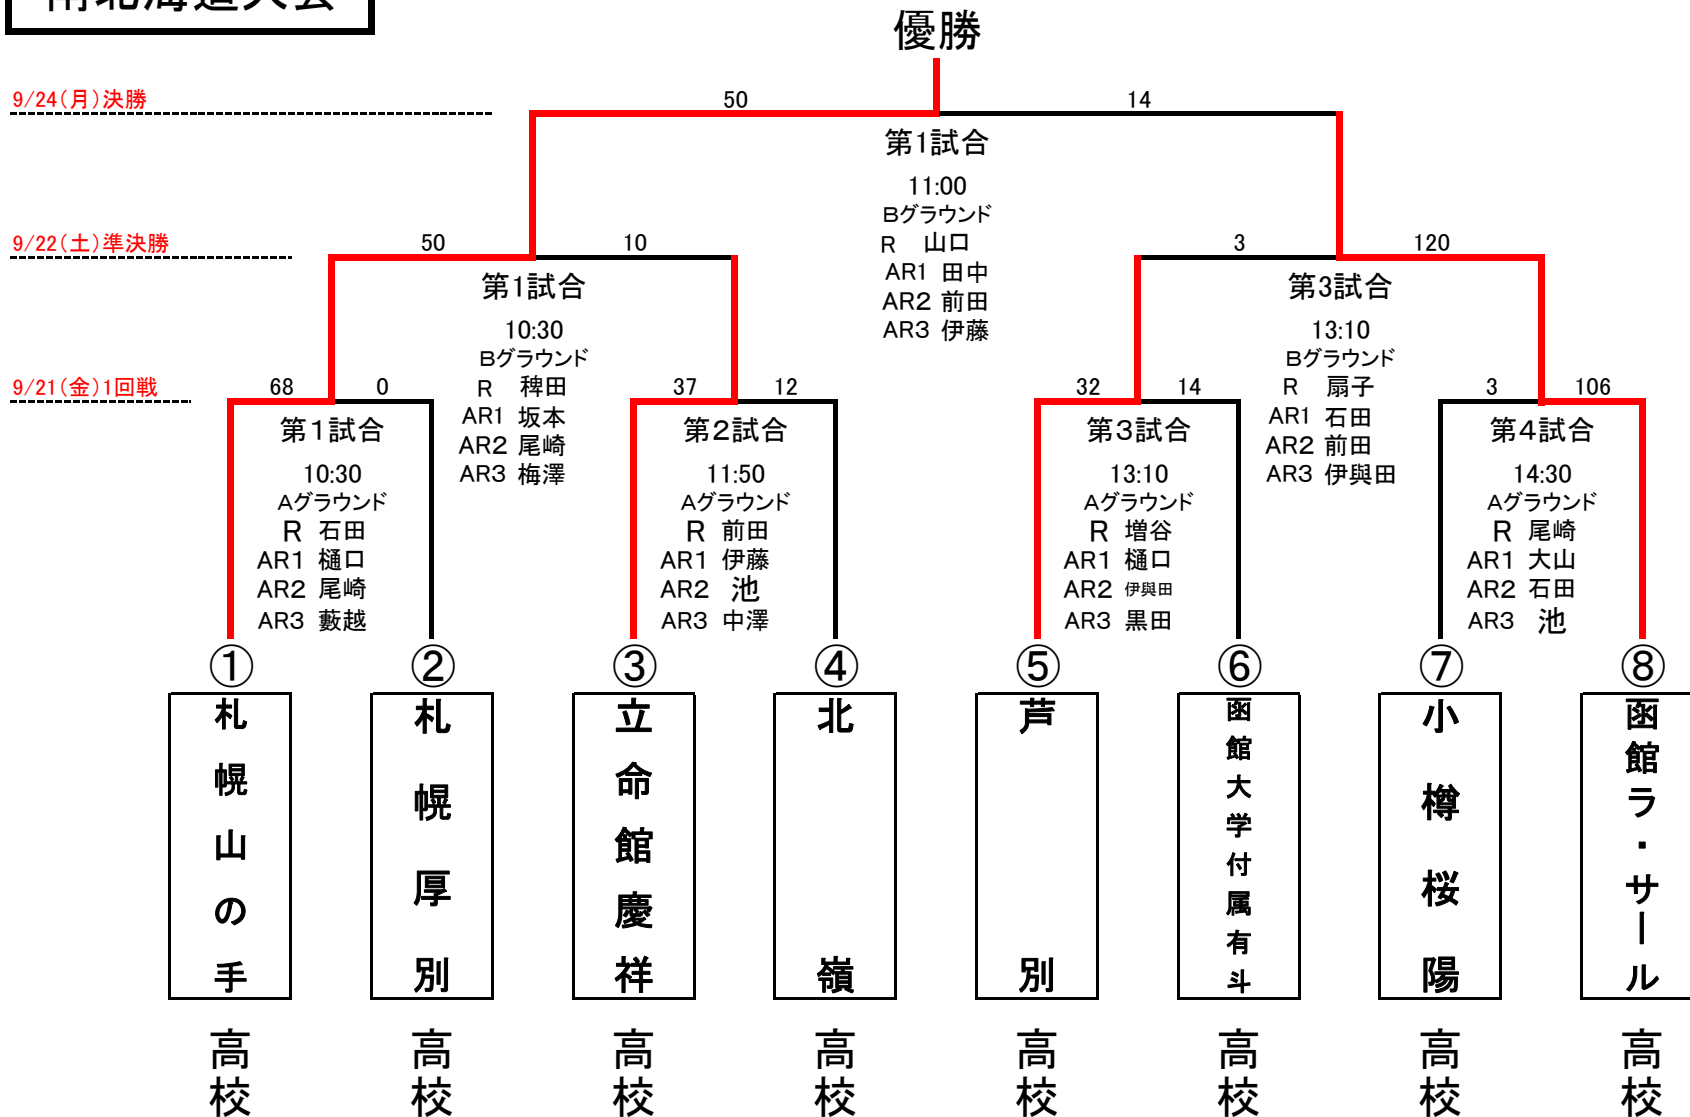 南北海道大会
優勝
9/24(月)決勝
50
14
第1試合
11:00
Bグラウンド
R 山口
AR1 田中
AR2 前田
AR3 伊藤
9/22(土)準決勝
50
10
第1試合
10:30
Bグラウンド
R 稗田
AR1 坂本
AR2 尾崎
AR3 梅澤
3
120
第3試合
13:10
Bグラウンド
R 扇子
AR1 石田
AR2 前田
AR3 伊與田
9/21(金)1回戦
68
0
第1試合
10:30
Aグラウンド
R 石田
AR1 樋口
AR2 尾崎
AR3 藪越
37
12
第2試合
11:50
Aグラウンド
R 前田
AR1 伊藤
AR2 池
AR3 中澤
32
14
第3試合
13:10
Aグラウンド
R 増谷
AR1 樋口
AR2 伊與田
AR3 黒田
3
106
第4試合
14:30
Aグラウンド
R 尾崎
AR1 大山
AR2 石田
AR3 池
①
札幌山の手
高校
②
札幌厚別
高校
③
立命館慶祥
高校
④
北嶺
高校
⑤
芦別
高校
⑥
函館大学付属有斗
高校
⑦
小樽桜陽
高校
⑧
函館ラ・サール
高校